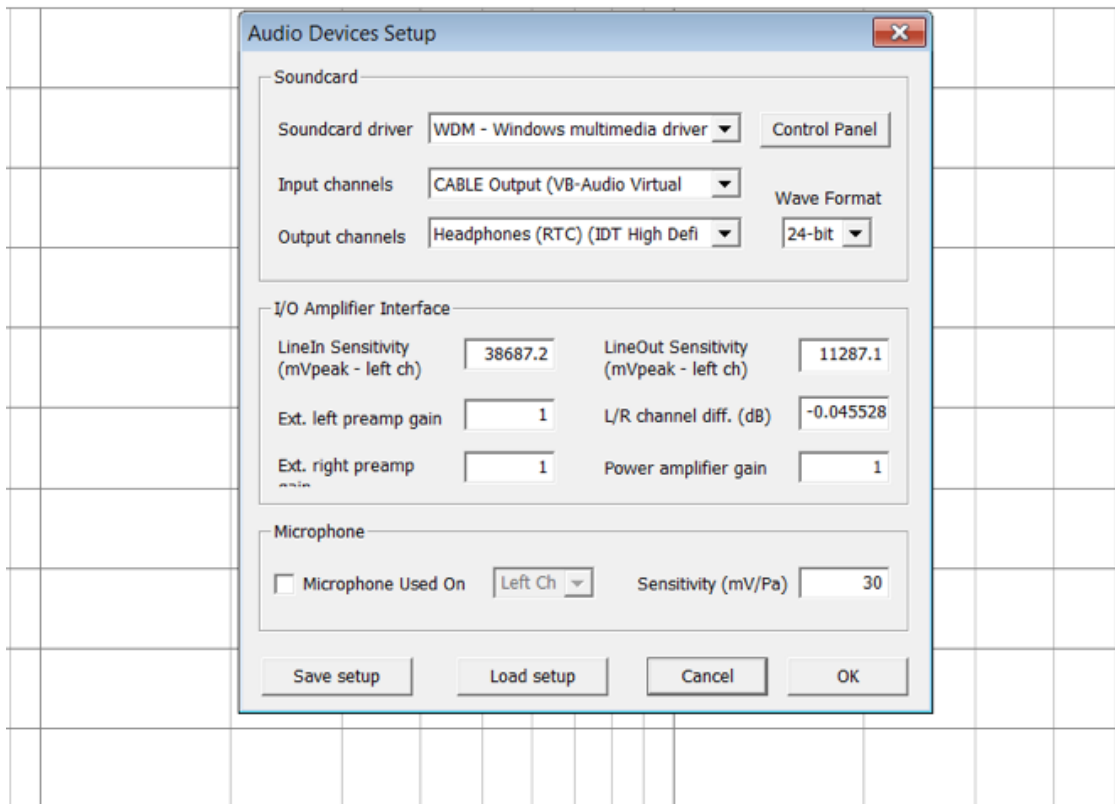 Audio Devices Setup
Soundcard
Soundcard driver WDM - Windows multimedia driver Control Panel
Input channels CABLE Output (VB-Audio Virtual
Wave Format
Output channels Headphones (RTC) (IDT High Defi 24-bit
I/O Amplifier Interface
LineIn Sensitivity
(mVpeak - left ch) 38687.2
LineOut Sensitivity
(mVpeak - left ch) 11287.1
Ext. left preamp gain 1 L/R channel diff. (dB) -0.045528
Ext. right preamp
gain 1 Power amplifier gain 1
Microphone
Microphone Used On Left Ch Sensitivity (mV/Pa) 30
Save setup Load setup Cancel OK